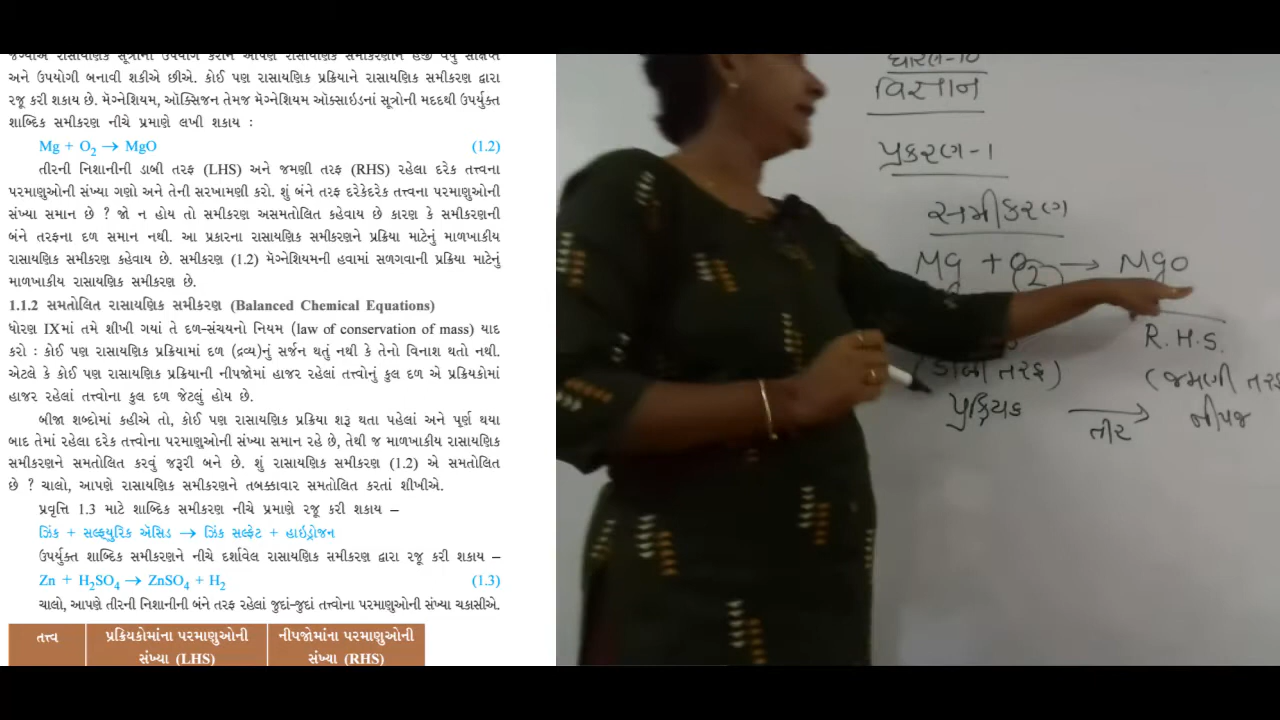 જગ્યાએ રાસાયણિક સૂત્રોનો ઉપયોગ કરીને આપણે રાસાયણિક સમીકરણોને હજી વધુ સંક્ષિપ્ત
અને ઉપયોગી બનાવી શકીએ છીએ. કોઈ પણ રાસાયણિક પ્રક્રિયાને રાસાયણિક સમીકરણ દ્વારા
રજૂ કરી શકાય છે. મૅગ્નેશિયમ, ઑક્સિજન તેમજ મૅગ્નેશિયમ ઑક્સાઇડનાં સૂત્રોની મદદથી ઉપર્યુક્ત
શાબ્દિક સમીકરણ નીચે પ્રમાણે લખી શકાય :
Mg + O₂ → MgO (1.2)
તીરની નિશાનીની ડાબી તરફ (LHS) અને જમણી તરફ (RHS) રહેલા દરેક તત્ત્વના
પરમાણુઓની સંખ્યા ગણો અને તેની સરખામણી કરો. શું બંને તરફ દરેકેદરેક તત્ત્વના પરમાણુઓની
સંખ્યા સમાન છે ? જો ન હોય તો સમીકરણ અસમતોલિત કહેવાય છે કારણ કે સમીકરણની
બંને તરફના દળ સમાન નથી. આ પ્રકારના રાસાયણિક સમીકરણને પ્રક્રિયા માટેનું માળખાકીય
રાસાયણિક સમીકરણ કહેવાય છે. સમીકરણ (1.2) મૅગ્નેશિયમની હવામાં સળગવાની પ્રક્રિયા માટેનું
માળખાકીય રાસાયણિક સમીકરણ છે.
1.1.2 સમતોલિત રાસાયણિક સમીકરણ (Balanced Chemical Equations)
ધોરણ IXમાં તમે શીખી ગયાં તે દળ-સંચયનો નિયમ (law of conservation of mass) યાદ
કરો : કોઈ પણ રાસાયણિક પ્રક્રિયામાં દળ (દ્રવ્ય)નું સર્જન થતું નથી કે તેનો વિનાશ થતો નથી.
એટલે કે કોઈ પણ રાસાયણિક પ્રક્રિયાની નીપજોમાં હાજર રહેલાં તત્ત્વોનું કુલ દળ એ પ્રક્રિયકોમાં
હાજર રહેલાં તત્ત્વોના કુલ દળ જેટલું હોય છે.
બીજા શબ્દોમાં કહીએ તો, કોઈ પણ રાસાયણિક પ્રક્રિયા શરૂ થતા પહેલાં અને પૂર્ણ થયા
બાદ તેમાં રહેલા દરેક તત્ત્વોના પરમાણુઓની સંખ્યા સમાન રહે છે, તેથી જ માળખાકીય રાસાયણિક
સમીકરણને સમતોલિત કરવું જરૂરી બને છે. શું રાસાયણિક સમીકરણ (1.2) એ સમતોલિત
છે ? ચાલો, આપણે રાસાયણિક સમીકરણને તબક્કાવાર સમતોલિત કરતાં શીખીએ.
પ્રવૃત્તિ 1.3 માટે શાબ્દિક સમીકરણ નીચે પ્રમાણે રજૂ કરી શકાય –
ઝિંક + સલ્ફ્યુરિક ઍસિડ → ઝિંક સલ્ફેટ + હાઇડ્રોજન
ઉપર્યુક્ત શાબ્દિક સમીકરણને નીચે દર્શાવેલ રાસાયણિક સમીકરણ દ્વારા રજૂ કરી શકાય –
Zn + H₂SO₄ → ZnSO₄ + H₂ (1.3)
ચાલો, આપણે તીરની નિશાનીની બંને તરફ રહેલાં જુદાં-જુદાં તત્ત્વોના પરમાણુઓની સંખ્યા ચકાસીએ.
તત્ત્વ પ્રક્રિયકોમાંના પરમાણુઓની નીપજોમાંના પરમાણુઓની
સંખ્યા (LHS) સંખ્યા (RHS)
ધોરણ-10
વિજ્ઞાન
પ્રકરણ-1
સમીકરણ
Mg + O2 → MgO
R.H.S.
(ડાબી તરફ) (જમણી તરફ
પ્રક્રિયક → નીપજ
તીર